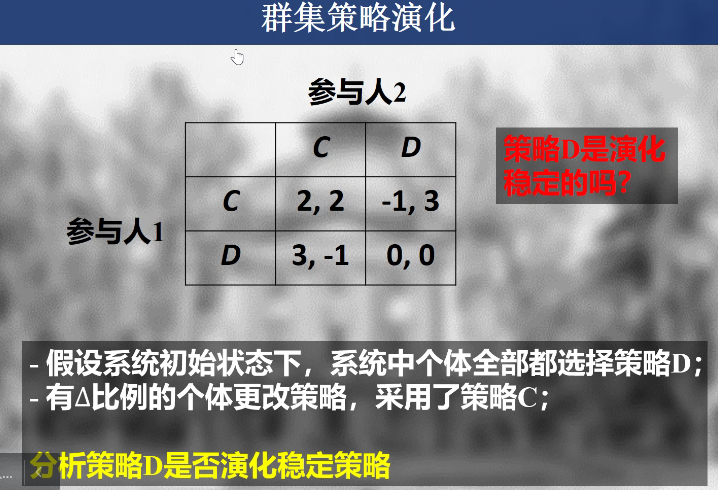 群集策略演化
参与人2
C D
策略D是演化
稳定的吗?
C 2, 2 -1, 3
参与人1
D 3, -1 0, 0
- 假设系统初始状态下，系统中个体全部都选择策略D；
- 有Δ比例的个体更改策略，采用了策略C；
分析策略D是否演化稳定策略
...